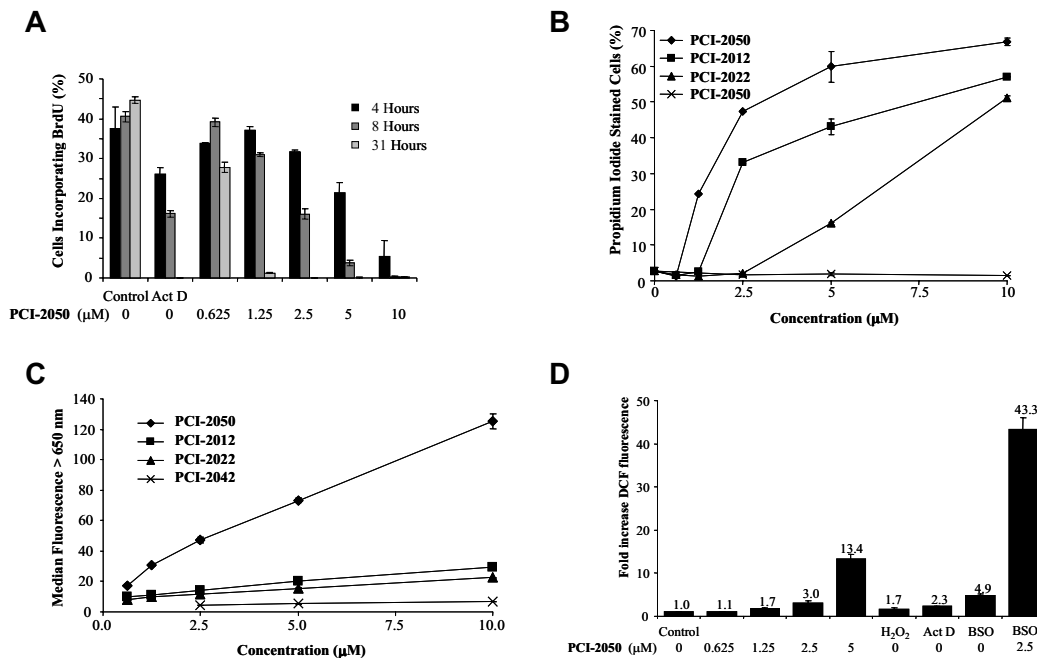 A
Cells Incorporating BrdU (%)
50
40
30
20
10
0
4 Hours
8 Hours
31 Hours
Control Act D
PCI-2050 (µM) 0 0 0.625 1.25 2.5 5 10
B
Propidium Iodide Stained Cells (%)
70
60
50
40
30
20
10
0
PCI-2050
PCI-2012
PCI-2022
PCI-2050
0 2.5 5 10
Concentration (µM)
C
Median Fluorescence > 650 nm
140
120
100
80
60
40
20
0
PCI-2050
PCI-2012
PCI-2022
PCI-2042
0.0 2.5 5.0 7.5 10.0
Concentration (µM)
D
Fold increase DCF fluorescence
50
40
30
20
10
0
1.0 1.1 1.7 3.0 13.4 1.7 2.3 4.9 43.3
Control H₂O₂ Act D BSO BSO
PCI-2050 (µM) 0 0.625 1.25 2.5 5 0 0 0 2.5